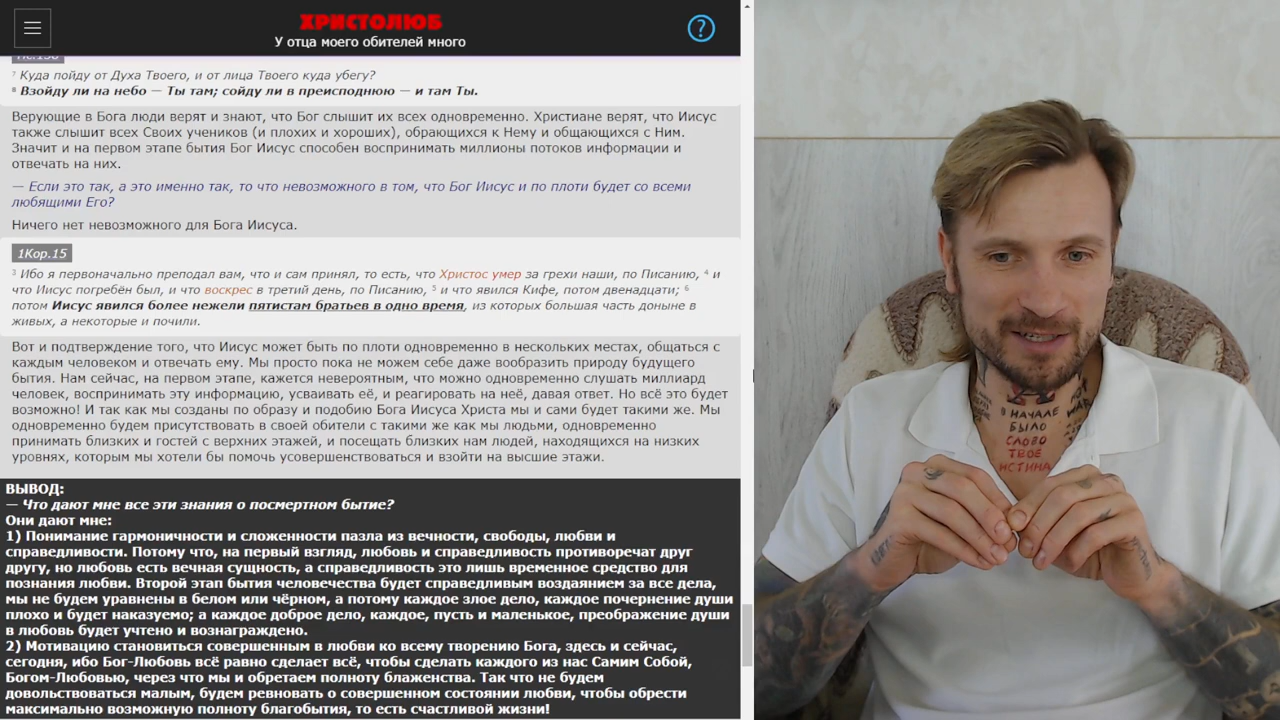 ХРИСТОЛЮБ
У отца моего обителей много
?
⁷ Куда пойду от Духа Твоего, и от лица Твоего куда убегу?
⁸ Взойду ли на небо — Ты там; сойду ли в преисподнюю — и там Ты.
Верующие в Бога люди верят и знают, что Бог слышит их всех одновременно. Христиане верят, что Иисус
также слышит всех Своих учеников (и плохих и хороших), обрающихся к Нему и общающихся с Ним.
Значит и на первом этапе бытия Бог Иисус способен воспринимать миллионы потоков информации и
отвечать на них.
— Если это так, а это именно так, то что невозможного в том, что Бог Иисус и по плоти будет со всеми
любящими Его?
Ничего нет невозможного для Бога Иисуса.
1Кор.15
³ Ибо я первоначально преподал вам, что и сам принял, то есть, что Христос умер за грехи наши, по Писанию, ⁴ и
что Иисус погребён был, и что воскрес в третий день, по Писанию, ⁵ и что явился Кифе, потом двенадцати; ⁶
потом Иисус явился более нежели пятистам братьев в одно время, из которых большая часть доныне в
живых, а некоторые и почили.
Вот и подтверждение того, что Иисус может быть по плоти одновременно в нескольких местах, общаться с
каждым человеком и отвечать ему. Мы просто пока не можем себе даже вообразить природу будущего
бытия. Нам сейчас, на первом этапе, кажется невероятным, что можно одновременно слушать миллиард
человек, воспринимать эту информацию, усваивать её, и реагировать на неё, давая ответ. Но всё это будет
возможно! И так как мы созданы по образу и подобию Бога Иисуса Христа мы и сами будет такими же. Мы
одновременно будем присутствовать в своей обители с такими же как мы людьми, одновременно
принимать близких и гостей с верхних этажей, и посещать близких нам людей, находящихся на низких
уровнях, которым мы хотели бы помочь усовершенствоваться и взойти на высшие этажи.
ВЫВОД:
— Что дают мне все эти знания о посмертном бытие?
Они дают мне:
1) Понимание гармоничности и сложенности пазла из вечности, свободы, любви и
справедливости. Потому что, на первый взгляд, любовь и справедливость противоречат друг
другу, но любовь есть вечная сущность, а справедливость это лишь временное средство для
познания любви. Второй этап бытия человечества будет справедливым воздаянием за все дела,
мы не будем уравнены в белом или чёрном, а потому каждое злое дело, каждое почернение души
плохо и будет наказуемо; а каждое доброе дело, каждое, пусть и маленькое, преображение души
в любовь будет учтено и вознаграждено.
2) Мотивацию становиться совершенным в любви ко всему творению Бога, здесь и сейчас,
сегодня, ибо Бог-Любовь всё равно сделает всё, чтобы сделать каждого из нас Самим Собой,
Богом-Любовью, через что мы и обретаем полноту блаженства. Так что не будем
довольствоваться малым, будем ревновать о совершенном состоянии любви, чтобы обрести
максимально возможную полноту благобытия, то есть счастливой жизни!
В НАЧАЛЕ
БЫЛО
СЛОВО
ТВОЕ
ИСТИНА